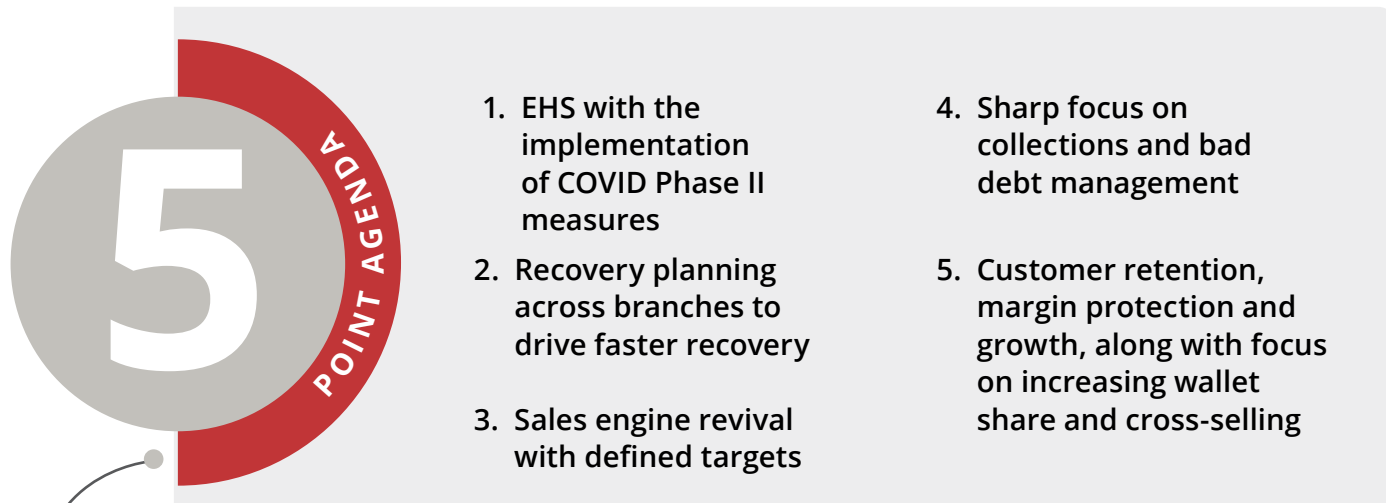 5
POINT AGENDA
1. EHS with the
implementation
of COVID Phase II
measures
2. Recovery planning
across branches to
drive faster recovery
3. Sales engine revival
with defined targets
4. Sharp focus on
collections and bad
debt management
5. Customer retention,
margin protection and
growth, along with focus
on increasing wallet
share and cross-selling